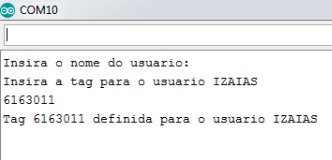 COM10
Insira o nome do usuario:
Insira a tag para o usuario IZAIAS
6163011
Tag 6163011 definida para o usuario IZAIAS